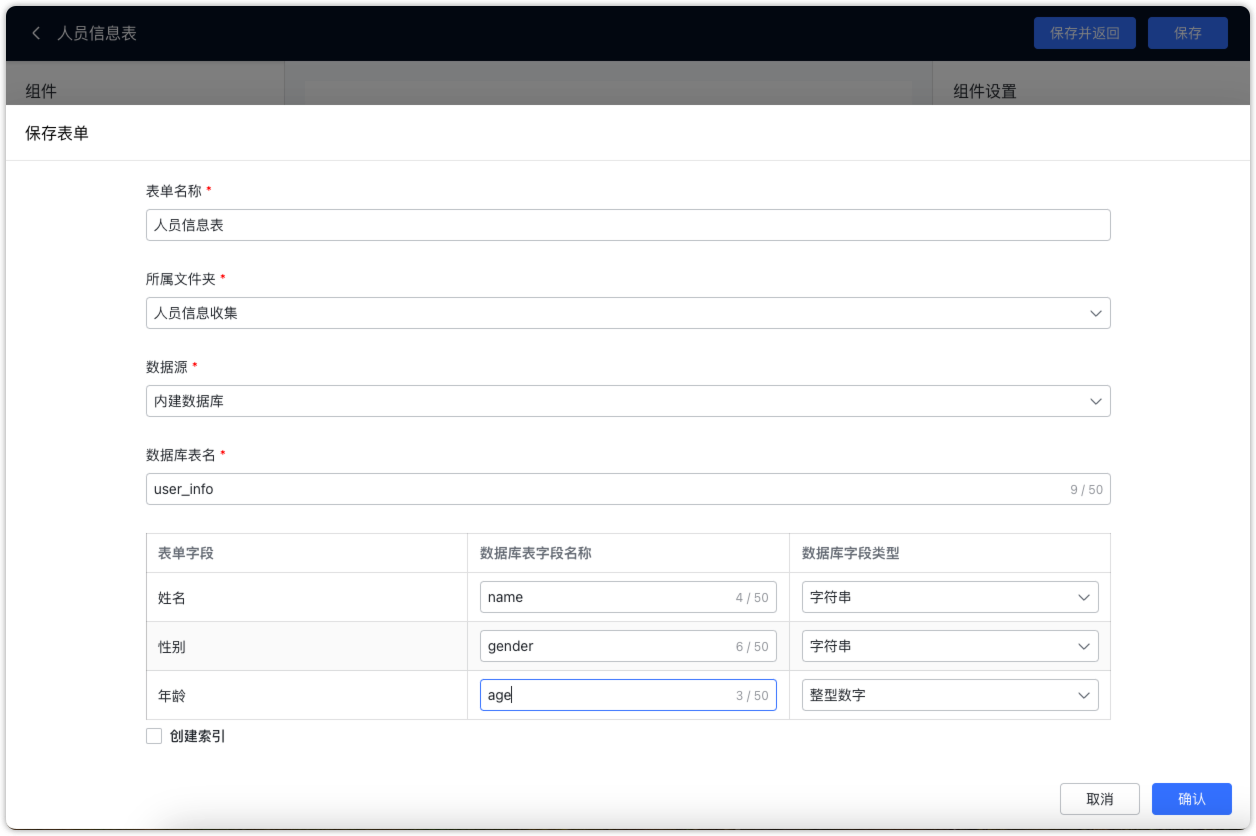 人员信息表
保存并返回
保存
组件
组件设置
保存表单
表单名称 *
人员信息表
所属文件夹 *
人员信息收集
数据源 *
内建数据库
数据库表名 *
user_info 9 / 50
表单字段 数据库表字段名称 数据库字段类型
姓名 name 4 / 50 字符串
性别 gender 6 / 50 字符串
年龄 age 3 / 50 整型数字
创建索引
取消
确认